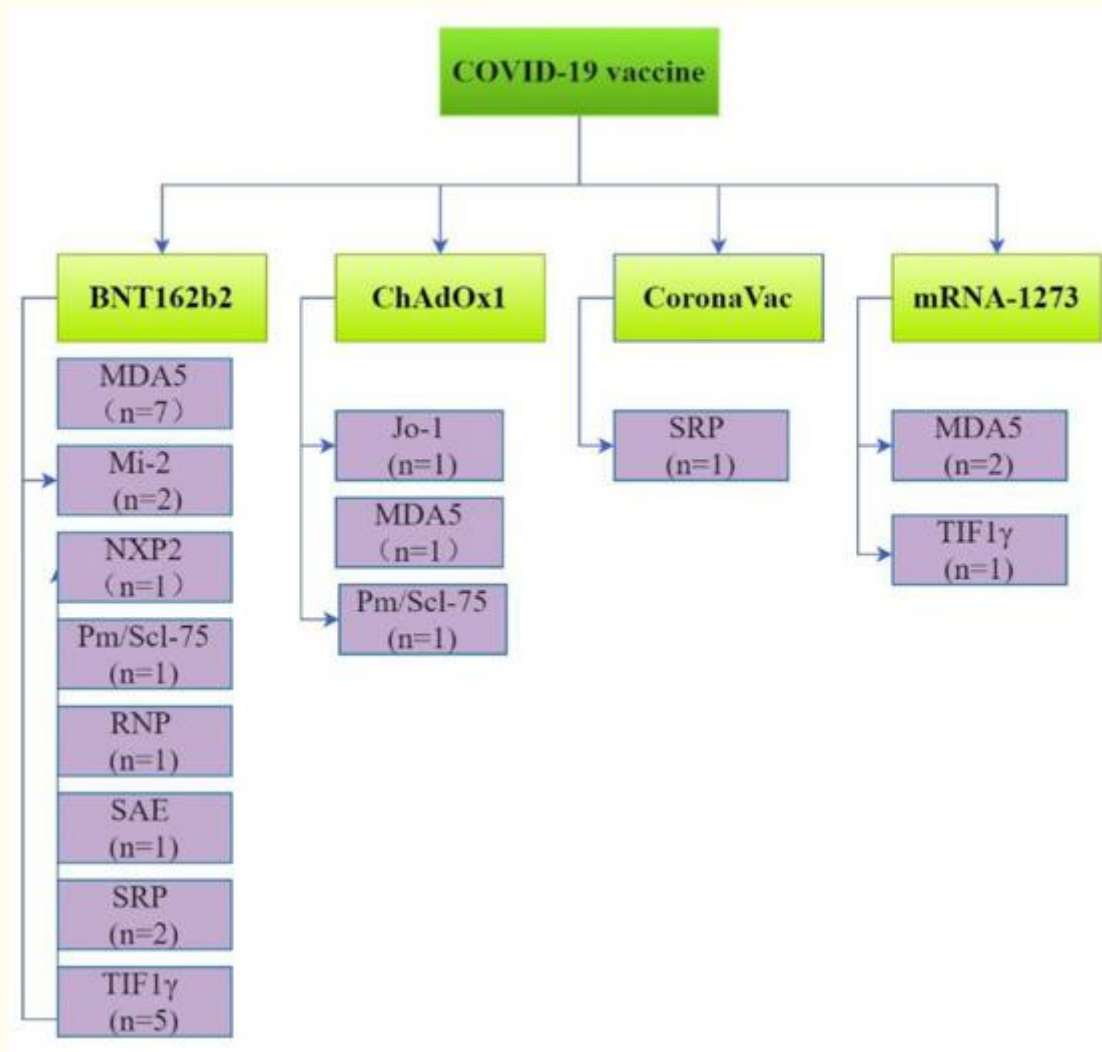 COVID-19 vaccine
BNT162b2
MDA5
（n=7）
Mi-2
(n=2)
NXP2
（n=1）
Pm/Scl-75
(n=1)
RNP
(n=1)
SAE
(n=1)
SRP
(n=2)
TIF1γ
(n=5)
ChAdOx1
Jo-1
(n=1)
MDA5
（n=1）
Pm/Scl-75
(n=1)
CoronaVac
SRP
(n=1)
mRNA-1273
MDA5
(n=2)
TIF1γ
(n=1)